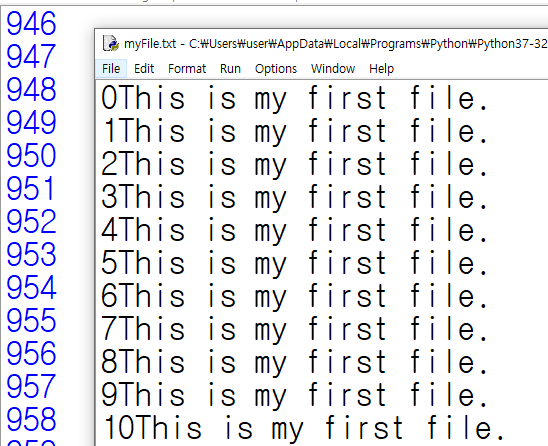 946
947
948
949
950
951
952
953
954
955
956
957
958
myFile.txt - C:₩Users₩user₩AppData₩Local₩Programs₩Python₩Python37-32
File Edit Format Run Options Window Help
0This is my first file.
1This is my first file.
2This is my first file.
3This is my first file.
4This is my first file.
5This is my first file.
6This is my first file.
7This is my first file.
8This is my first file.
9This is my first file.
10This is my first file.